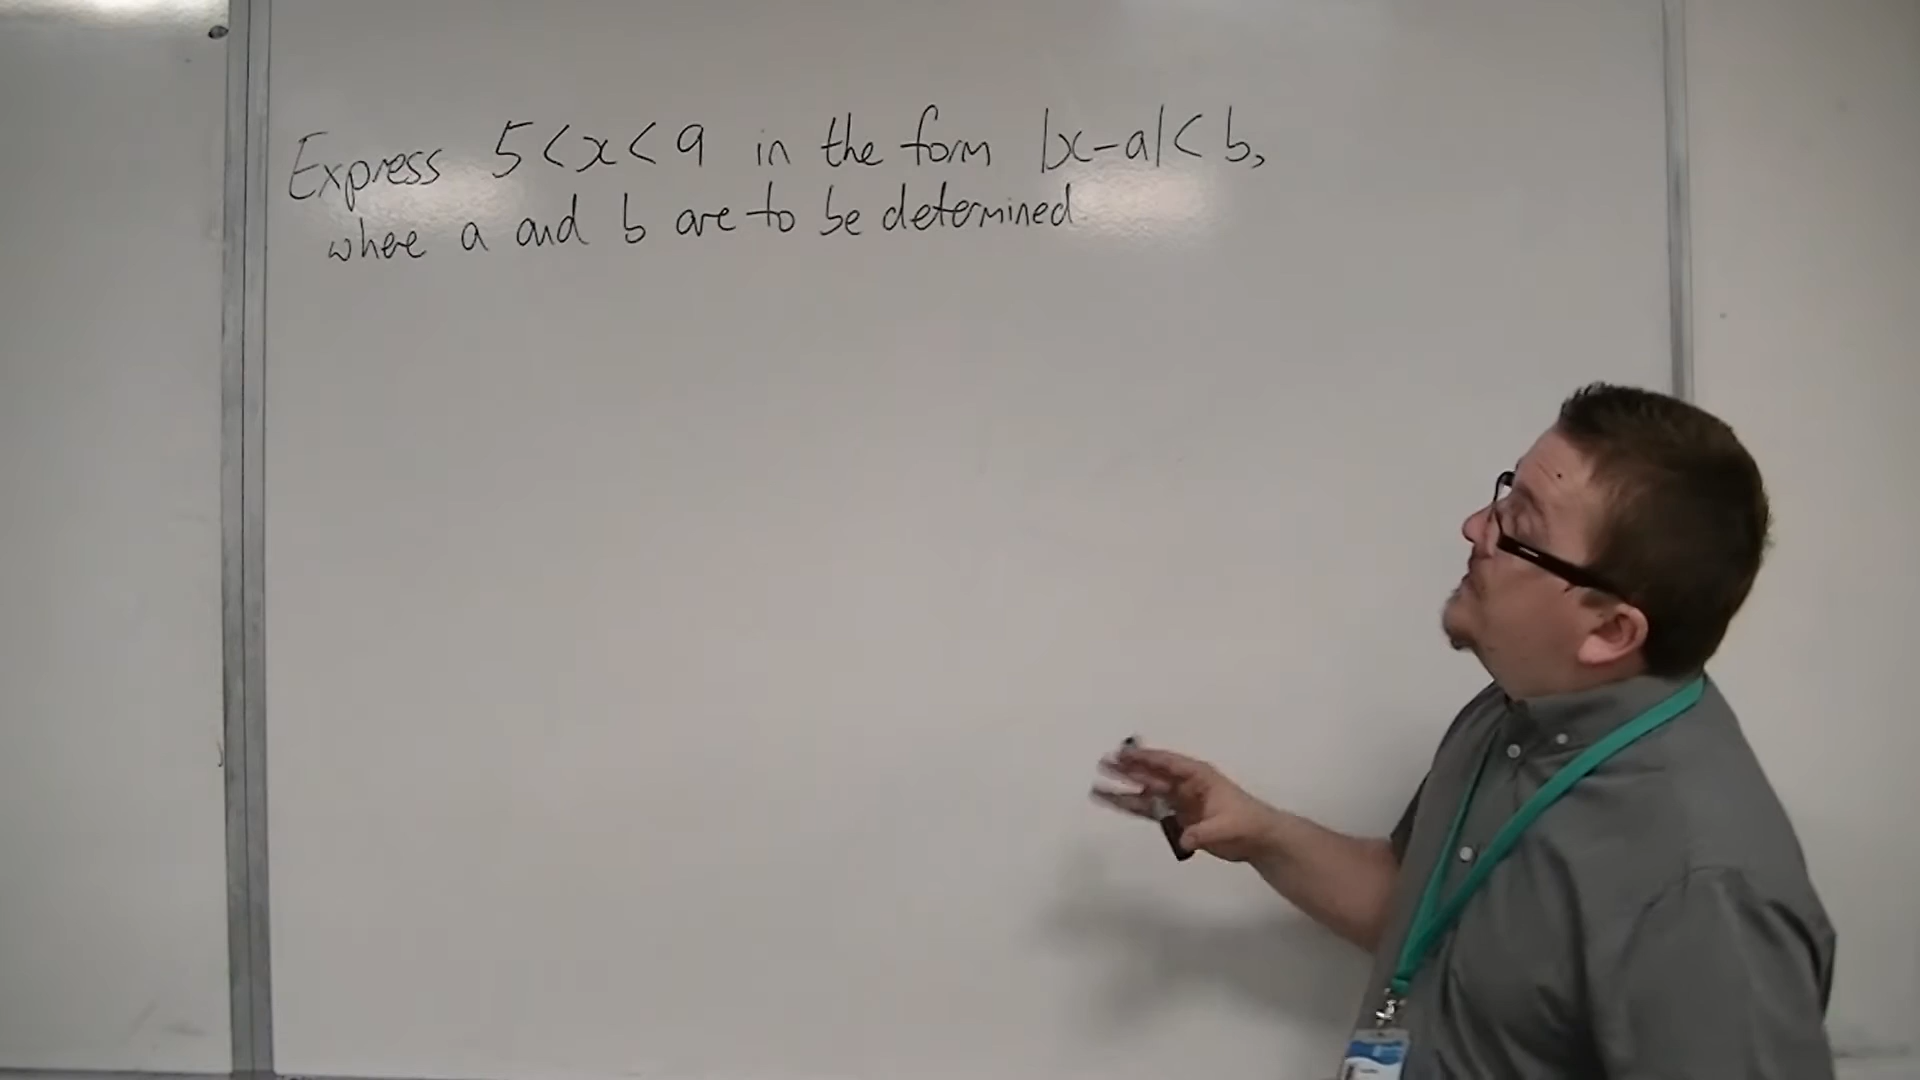 Express 5<x<9 in the form |x-a|<b,
where a and b are to be determined.